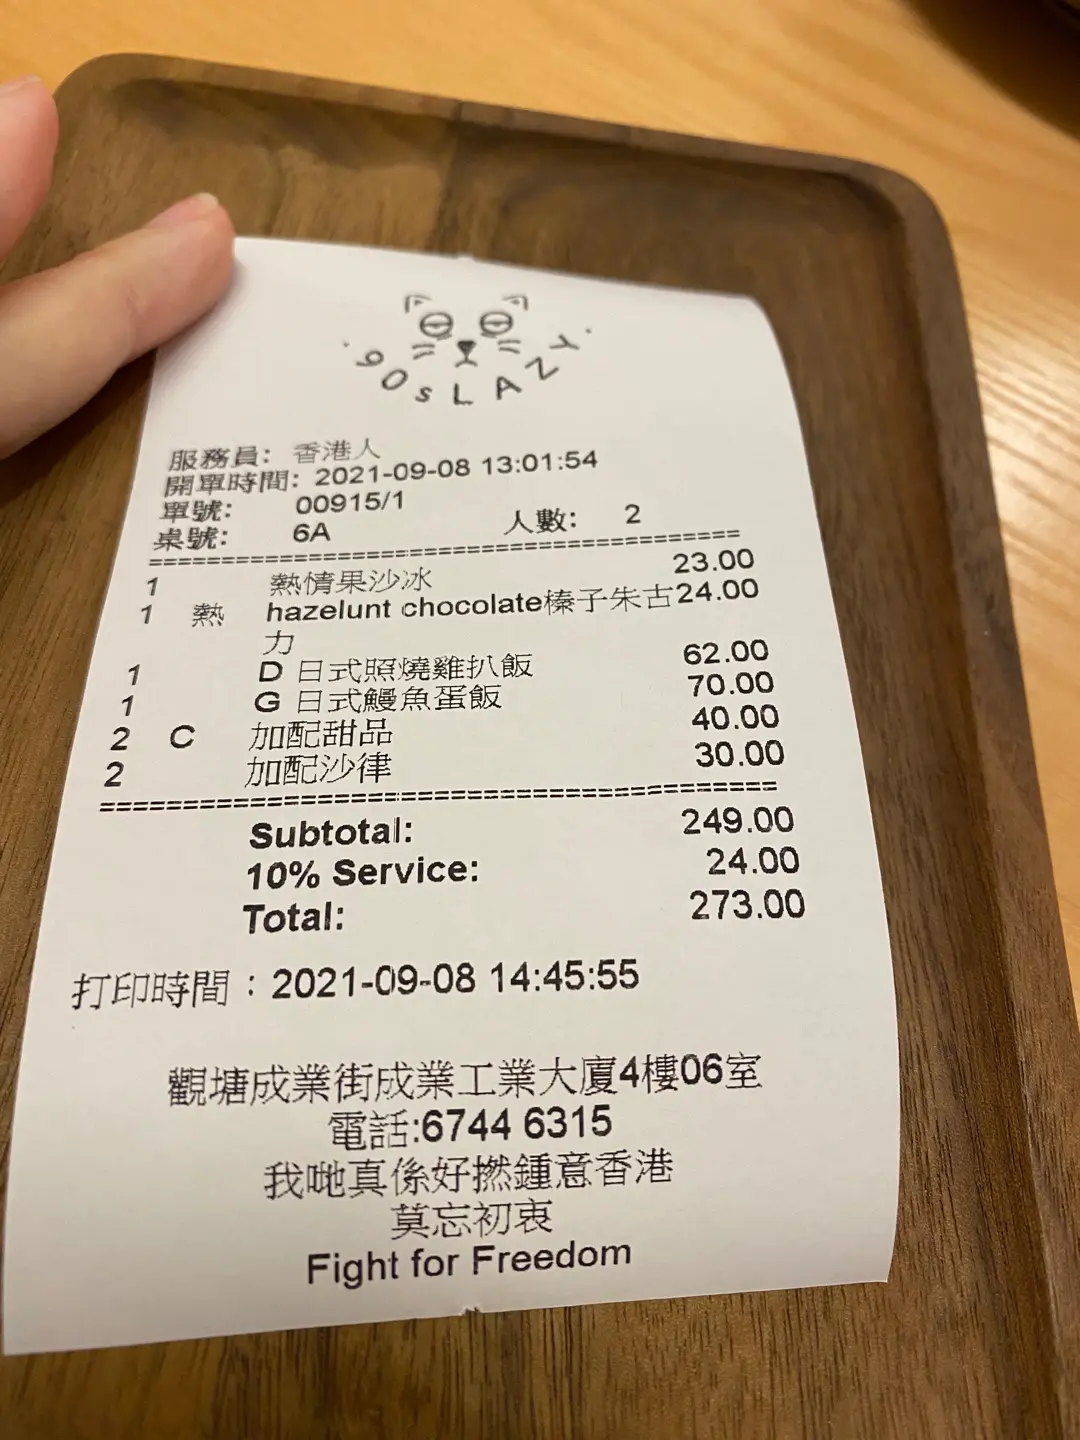 90sLAZY
服務員: 香港人
開單時間: 2021-09-08 13:01:54
單號: 00915/1
桌號: 6A 人數: 2
===========================================
1 熱情果沙冰 23.00
1 熱 hazelunt chocolate榛子朱古 24.00
力
1 D 日式照燒雞扒飯 62.00
1 G 日式鰻魚蛋飯 70.00
2 C 加配甜品 40.00
2 加配沙律 30.00
===========================================
Subtotal: 249.00
10% Service: 24.00
Total: 273.00
打印時間：2021-09-08 14:45:55
觀塘成業街成業工業大廈4樓06室
電話:6744 6315
我哋真係好撚鍾意香港
莫忘初衷
Fight for Freedom